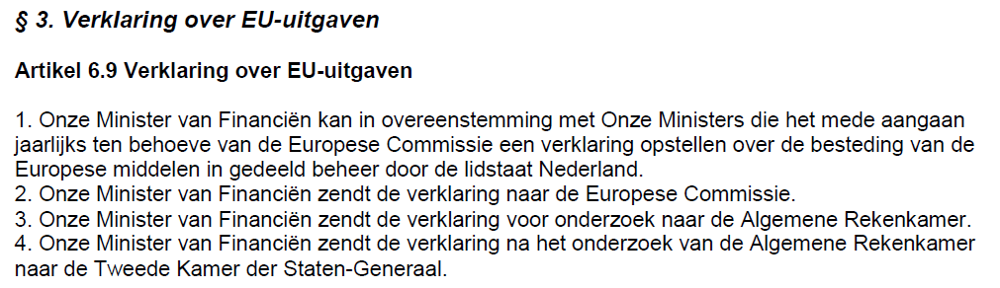 § 3. Verklaring over EU-uitgaven
Artikel 6.9 Verklaring over EU-uitgaven
1. Onze Minister van Financiën kan in overeenstemming met Onze Ministers die het mede aangaan
jaarlijks ten behoeve van de Europese Commissie een verklaring opstellen over de besteding van de
Europese middelen in gedeeld beheer door de lidstaat Nederland.
2. Onze Minister van Financiën zendt de verklaring naar de Europese Commissie.
3. Onze Minister van Financiën zendt de verklaring voor onderzoek naar de Algemene Rekenkamer.
4. Onze Minister van Financiën zendt de verklaring na het onderzoek van de Algemene Rekenkamer
naar de Tweede Kamer der Staten-Generaal.